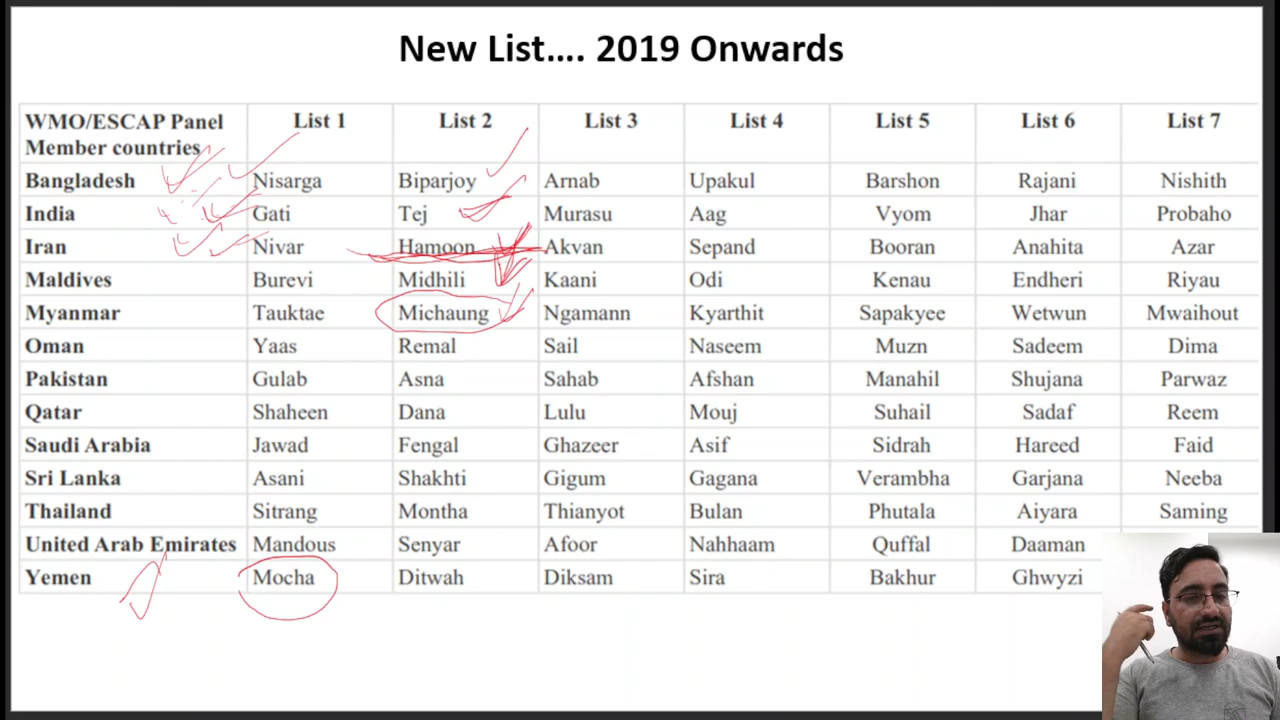 New List…. 2019 Onwards
WMO/ESCAP Panel Member countries List 1 List 2 List 3 List 4 List 5 List 6 List 7
Bangladesh Nisarga Biparjoy Arnab Upakul Barshon Rajani Nishith
India Gati Tej Murasu Aag Vyom Jhar Probaho
Iran Nivar Hamoon Akvan Sepand Booran Anahita Azar
Maldives Burevi Midhili Kaani Odi Kenau Endheri Riyau
Myanmar Tauktae Michaung Ngamann Kyarthit Sapakyee Wetwun Mwaihout
Oman Yaas Remal Sail Naseem Muzn Sadeem Dima
Pakistan Gulab Asna Sahab Afshan Manahil Shujana Parwaz
Qatar Shaheen Dana Lulu Mouj Suhail Sadaf Reem
Saudi Arabia Jawad Fengal Ghazeer Asif Sidrah Hareed Faid
Sri Lanka Asani Shakhti Gigum Gagana Verambha Garjana Neeba
Thailand Sitrang Montha Thianyot Bulan Phutala Aiyara Saming
United Arab Emirates Mandous Senyar Afoor Nahhaam Quffal Daaman
Yemen Mocha Ditwah Diksam Sira Bakhur Ghwyzi